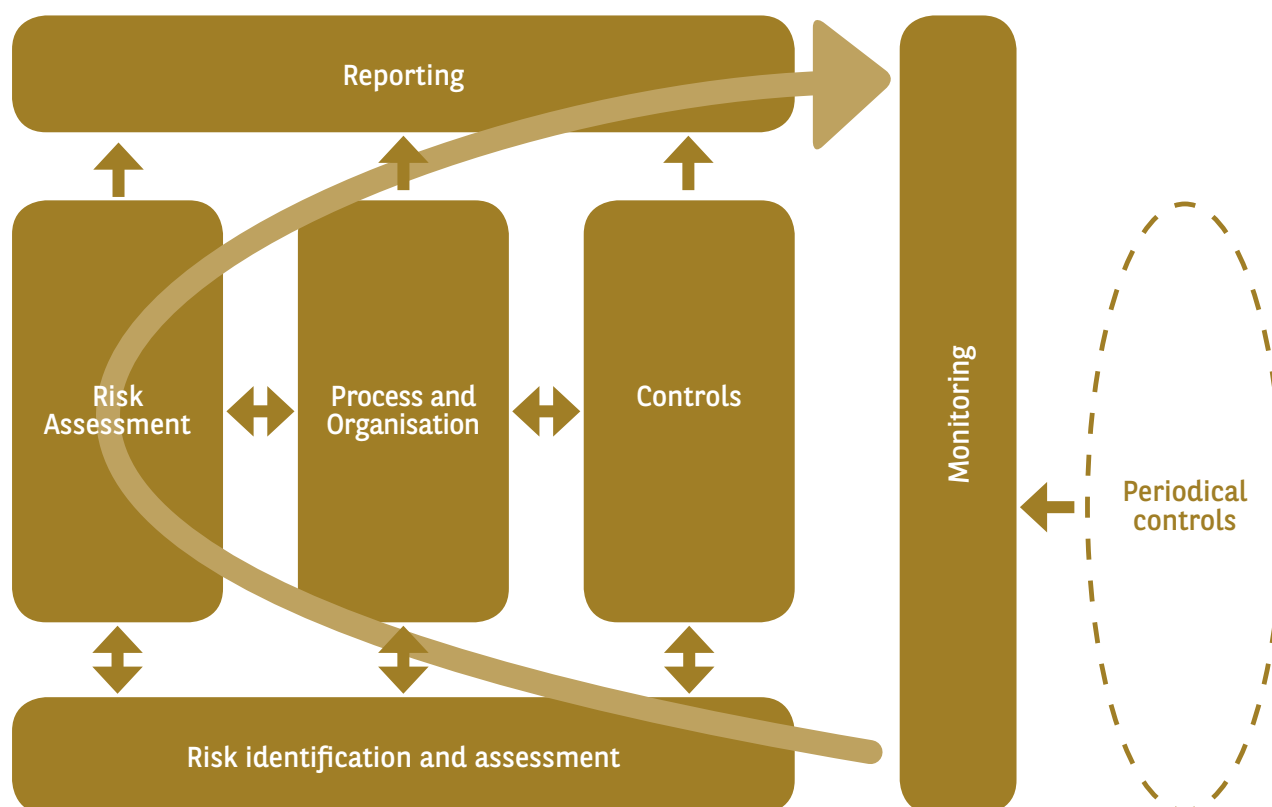 Reporting
Risk
Assessment
Process and
Organisation
Controls
Monitoring
Periodical
controls
Risk identification and assessment